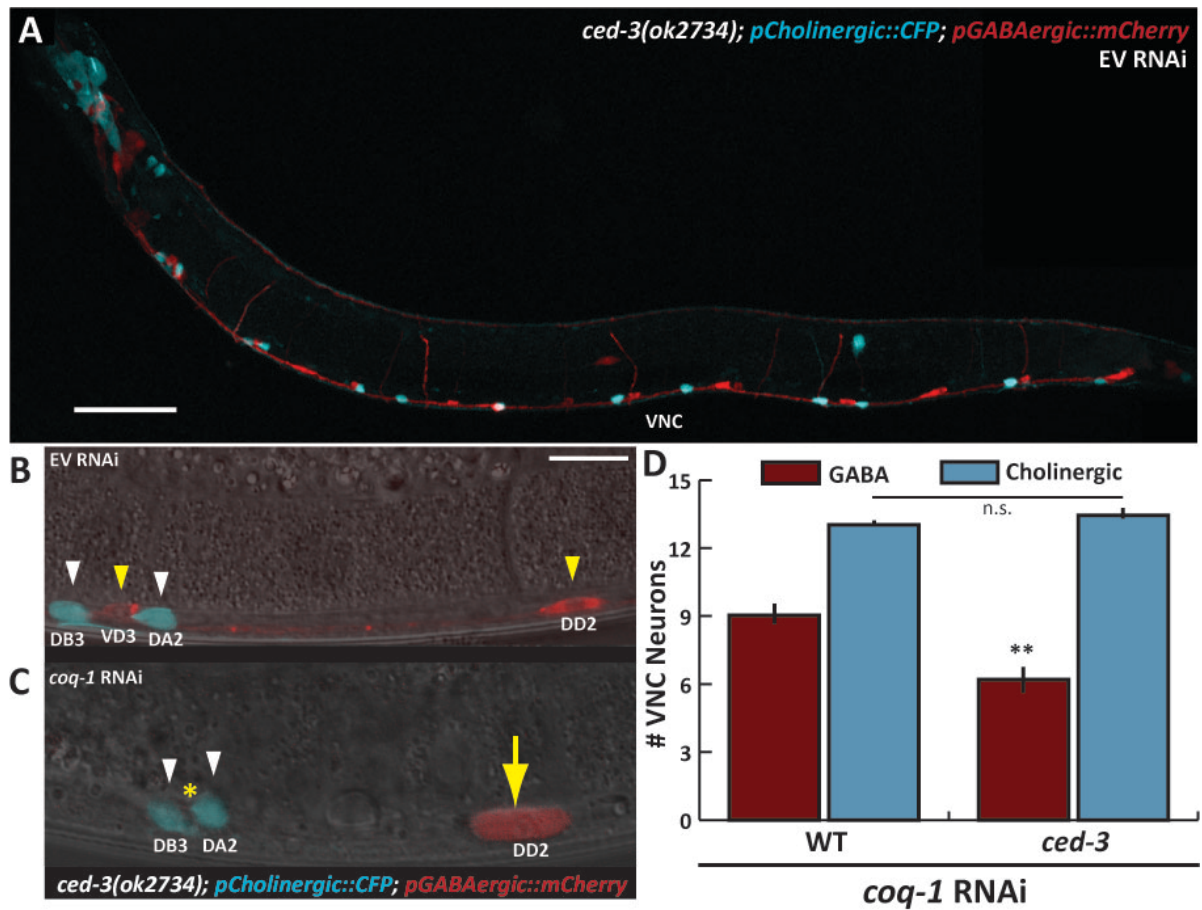 A
ced-3(ok2734); pCholinergic::CFP; pGABAergic::mCherry
EV RNAi
VNC
B
EV RNAi
DB3
VD3
DA2
DD2
C
coq-1 RNAi
*
DB3
DA2
DD2
ced-3(ok2734); pCholinergic::CFP; pGABAergic::mCherry
D
GABA
Cholinergic
n.s.
**
# VNC Neurons
15
12
9
6
3
0
WT
ced-3
coq-1 RNAi